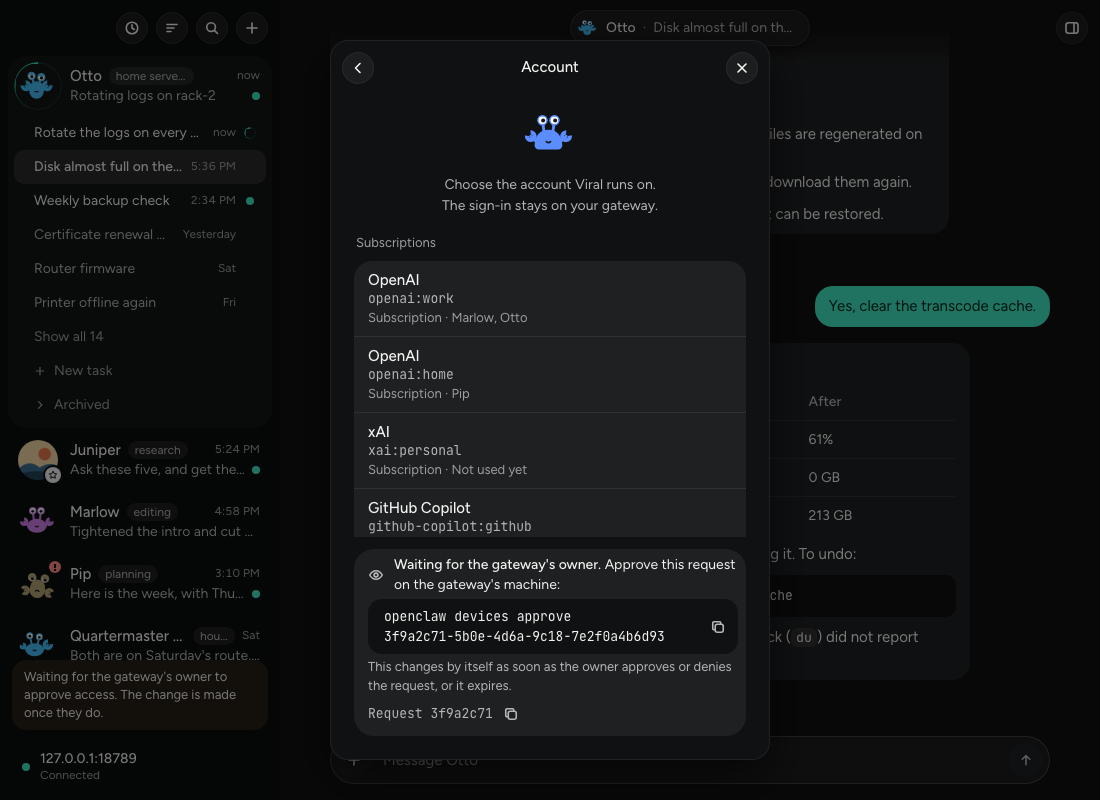 Otto · Disk almost full on th...
Otto home serve... now
Rotating logs on rack-2
Rotate the logs on every ... now
Disk almost full on the... 5:36 PM
Weekly backup check 2:34 PM
Certificate renewal ... Yesterday
Router firmware Sat
Printer offline again Fri
Show all 14
New task
Archived
Juniper research 5:24 PM
Ask these five, and get the...
Marlow editing 4:58 PM
Tightened the intro and cut ...
Pip planning 3:10 PM
Here is the week, with Thu...
Quartermaster ... hou... Sat
Both are on Saturday's route....
Waiting for the gateway's owner to
approve access. The change is made
once they do.
127.0.0.1:18789
Connected
Account
Choose the account Viral runs on.
The sign-in stays on your gateway.
Subscriptions
OpenAI
openai:work
Subscription · Marlow, Otto
OpenAI
openai:home
Subscription · Pip
xAI
xai:personal
Subscription · Not used yet
GitHub Copilot
github-copilot:github
Waiting for the gateway's owner. Approve this request
on the gateway's machine:
openclaw devices approve
3f9a2c71-5b0e-4d6a-9c18-7e2f0a4b6d93
This changes by itself as soon as the owner approves or denies
the request, or it expires.
Request 3f9a2c71
are regenerated on
download them again.
can be restored.
Yes, clear the transcode cache.
After
61%
0 GB
213 GB
it. To undo:
(du) did not report
Message Otto